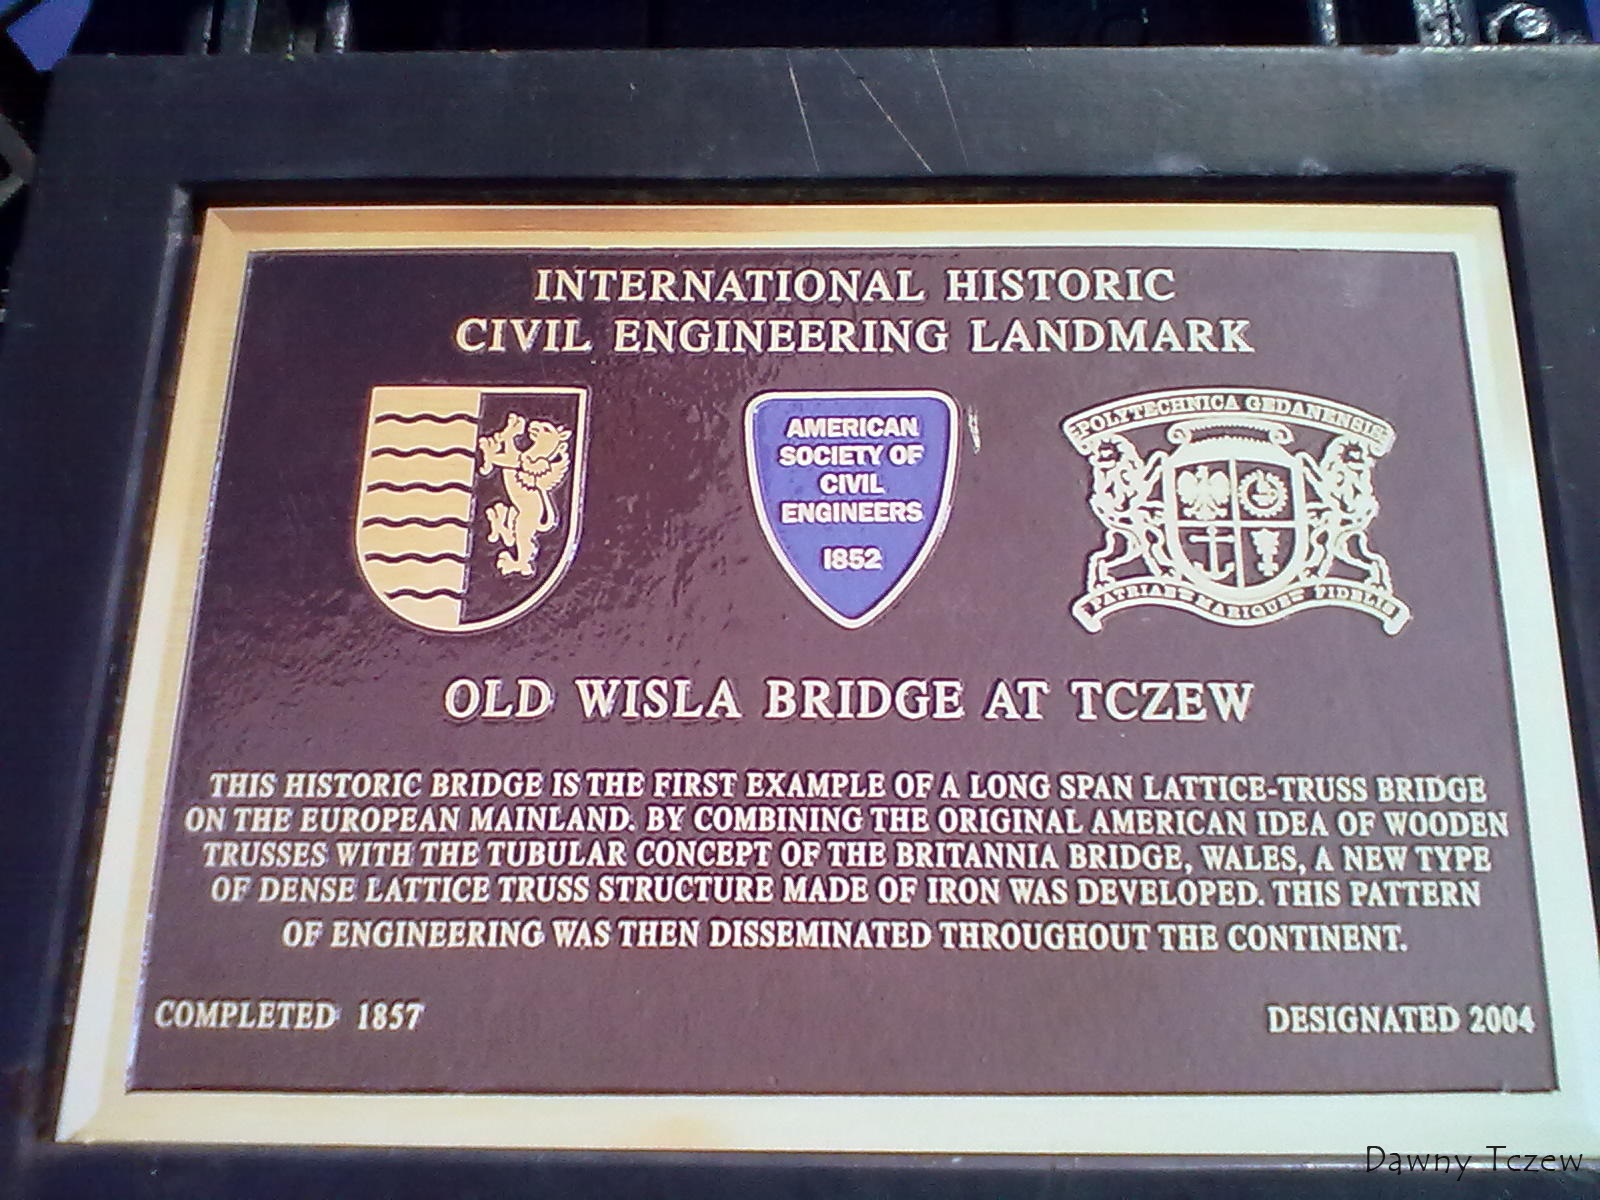 INTERNATIONAL HISTORIC
CIVIL ENGINEERING LANDMARK
AMERICAN
SOCIETY OF
CIVIL
ENGINEERS
1852
POLYTECHNICA GEDANENSIS
PATRIAE MARIQUE FIDELIS
OLD WISLA BRIDGE AT TCZEW
THIS HISTORIC BRIDGE IS THE FIRST EXAMPLE OF A LONG SPAN LATTICE-TRUSS BRIDGE
ON THE EUROPEAN MAINLAND. BY COMBINING THE ORIGINAL AMERICAN IDEA OF WOODEN
TRUSSES WITH THE TUBULAR CONCEPT OF THE BRITANNIA BRIDGE, WALES, A NEW TYPE
OF DENSE LATTICE TRUSS STRUCTURE MADE OF IRON WAS DEVELOPED. THIS PATTERN
OF ENGINEERING WAS THEN DISSEMINATED THROUGHOUT THE CONTINENT.
COMPLETED 1857
DESIGNATED 2004
Dawny Tczew